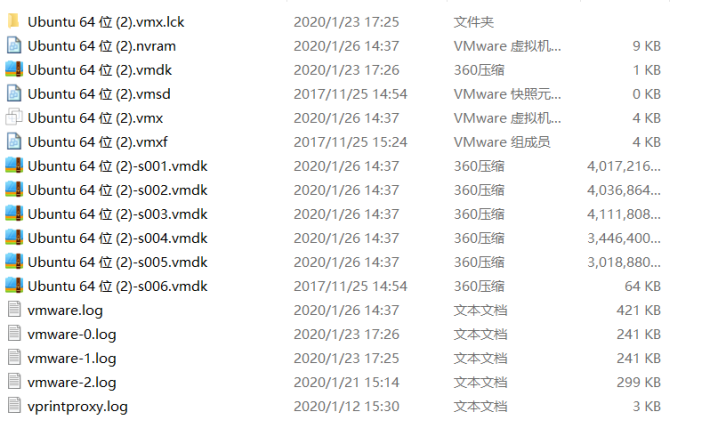 Ubuntu 64 位 (2).vmx.lck 2020/1/23 17:25 文件夹
Ubuntu 64 位 (2).nvram 2020/1/26 14:37 VMware 虚拟机... 9 KB
Ubuntu 64 位 (2).vmdk 2020/1/23 17:26 360压缩 1 KB
Ubuntu 64 位 (2).vmsd 2017/11/25 14:54 VMware 快照元... 0 KB
Ubuntu 64 位 (2).vmx 2020/1/26 14:37 VMware 虚拟机... 4 KB
Ubuntu 64 位 (2).vmxf 2017/11/25 15:24 VMware 组成员 4 KB
Ubuntu 64 位 (2)-s001.vmdk 2020/1/26 14:37 360压缩 4,017,216...
Ubuntu 64 位 (2)-s002.vmdk 2020/1/26 14:37 360压缩 4,036,864...
Ubuntu 64 位 (2)-s003.vmdk 2020/1/26 14:37 360压缩 4,111,808...
Ubuntu 64 位 (2)-s004.vmdk 2020/1/26 14:37 360压缩 3,446,400...
Ubuntu 64 位 (2)-s005.vmdk 2020/1/26 14:37 360压缩 3,018,880...
Ubuntu 64 位 (2)-s006.vmdk 2017/11/25 14:54 360压缩 64 KB
vmware.log 2020/1/26 14:37 文本文档 421 KB
vmware-0.log 2020/1/23 17:26 文本文档 241 KB
vmware-1.log 2020/1/23 17:25 文本文档 241 KB
vmware-2.log 2020/1/21 15:14 文本文档 299 KB
vprintproxy.log 2020/1/12 15:30 文本文档 3 KB